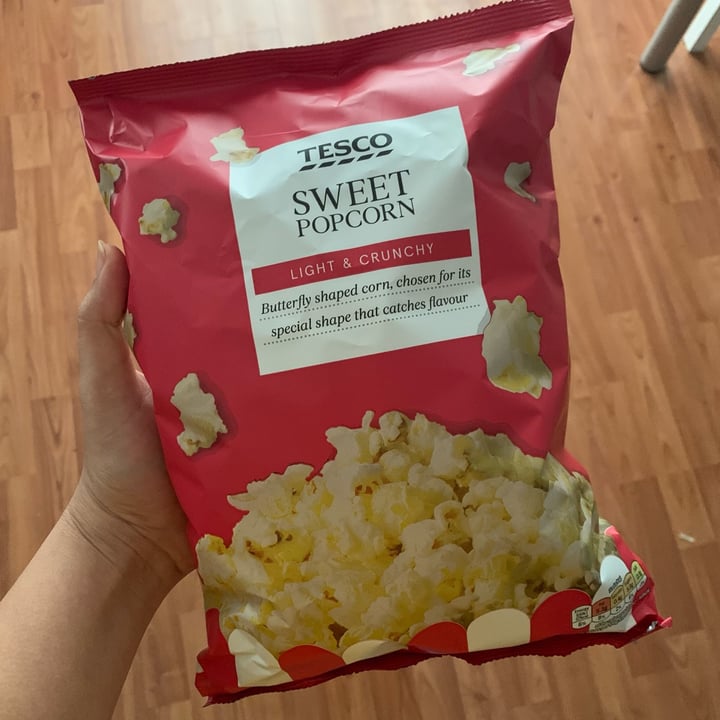 TESCO
SWEET
POPCORN
LIGHT & CRUNCHY
Butterfly shaped corn, chosen for its
special shape that catches flavour